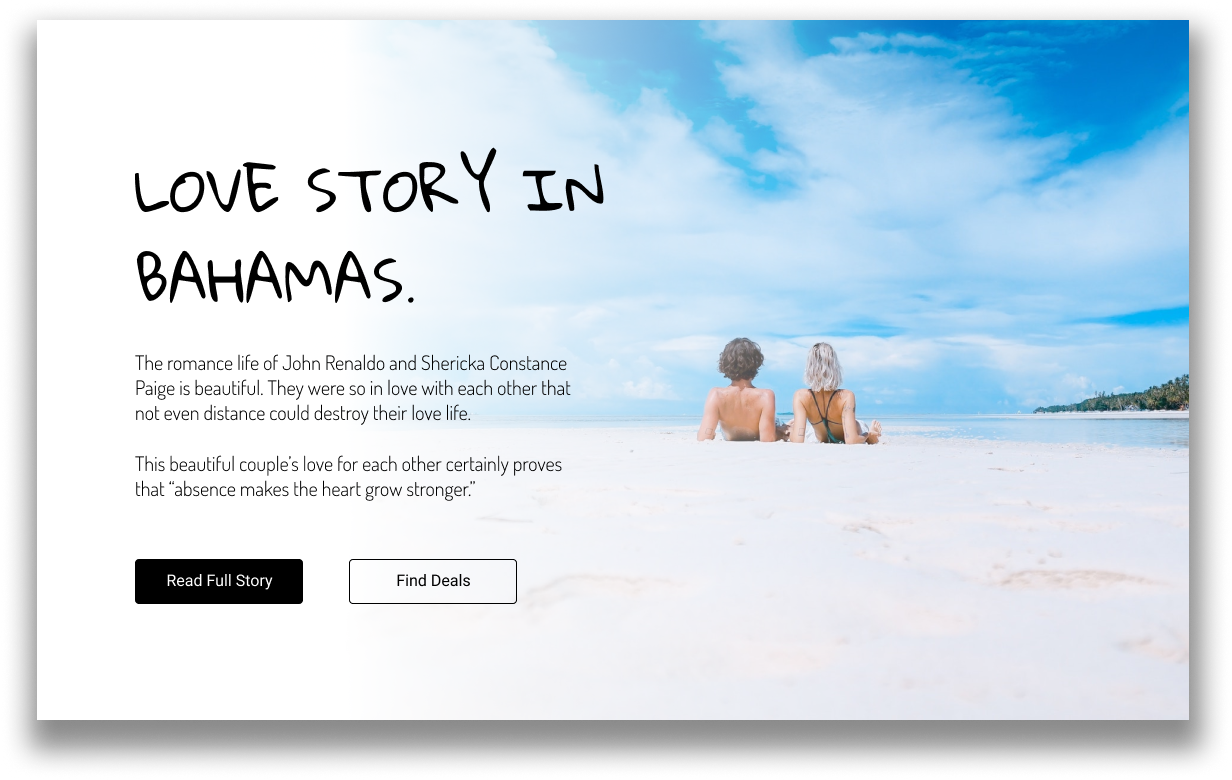 LOVE STORY IN
BAHAMAS.
The romance life of John Renaldo and Shericka Constance
Paige is beautiful. They were so in love with each other that
not even distance could destroy their love life.
This beautiful couple’s love for each other certainly proves
that “absence makes the heart grow stronger.”
Read Full Story
Find Deals